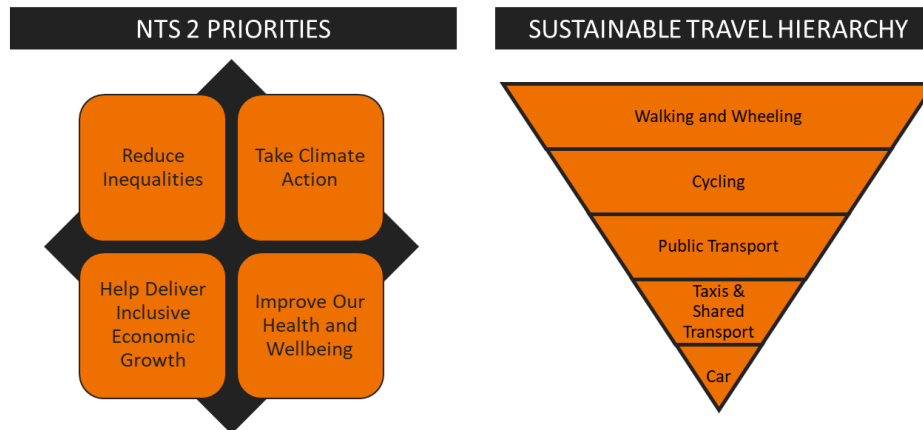 NTS 2 PRIORITIES
Reduce
Inequalities
Take Climate
Action
Help Deliver
Inclusive
Economic
Growth
Improve Our
Health and
Wellbeing
SUSTAINABLE TRAVEL HIERARCHY
Walking and Wheeling
Cycling
Public Transport
Taxis &
Shared
Transport
Car